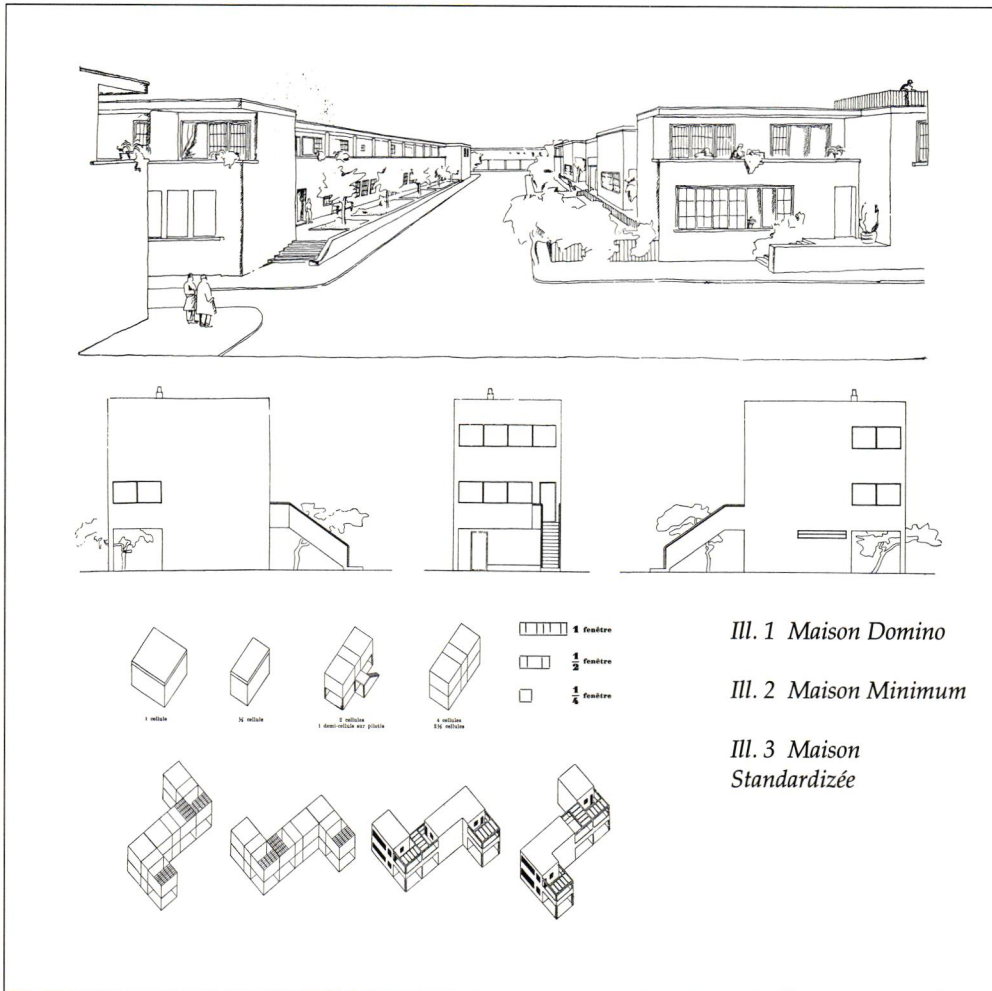 1 fenêtre
1/2 fenêtre
1/4 fenêtre
1 cellule
½ cellule
2 cellules
1 demi-cellule sur pilotis
4 cellules
2½ cellules
Ill. 1 Maison Domino
Ill. 2 Maison Minimum
Ill. 3 Maison
Standardizée